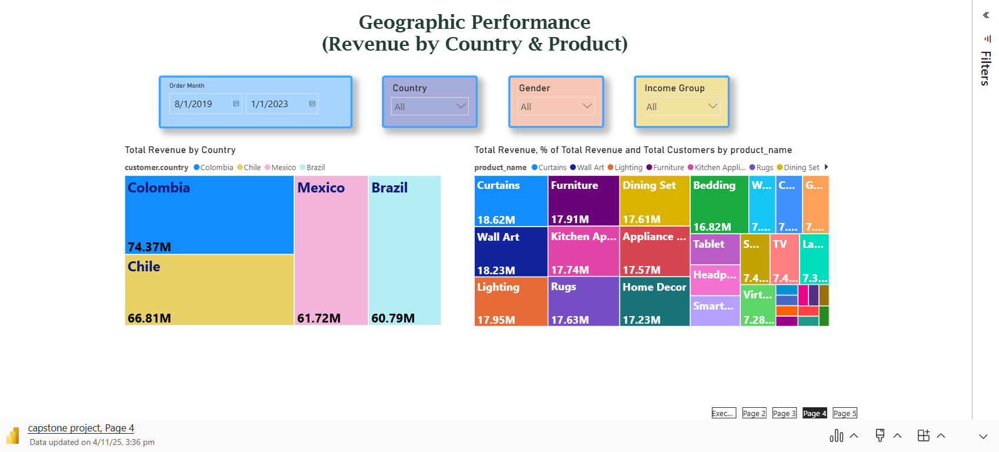 Geographic Performance
(Revenue by Country & Product)
Filters
Order Month
8/1/2019 1/1/2023
Country
All
Gender
All
Income Group
All
Total Revenue by Country
customer.country Colombia Chile Mexico Brazil
Colombia
74.37M
Chile
66.81M
Mexico
61.72M
Brazil
60.79M
Total Revenue, % of Total Revenue and Total Customers by product_name
product_name Curtains Wall Art Lighting Furniture Kitchen Appli... Rugs Dining Set
Curtains
18.62M
Wall Art
18.23M
Lighting
17.95M
Furniture
17.91M
Kitchen Ap...
17.74M
Rugs
17.63M
Dining Set
17.61M
Appliance ...
17.57M
Home Decor
17.23M
Bedding
16.82M
W...
7....
C...
7....
G...
7....
Tablet
Headp...
Smart...
S...
7.4...
TV
7.4...
La...
7.3...
Virt...
7.28...
Exec... Page 2 Page 3 Page 4 Page 5
capstone project, Page 4
Data updated on 4/11/25, 3:36 pm